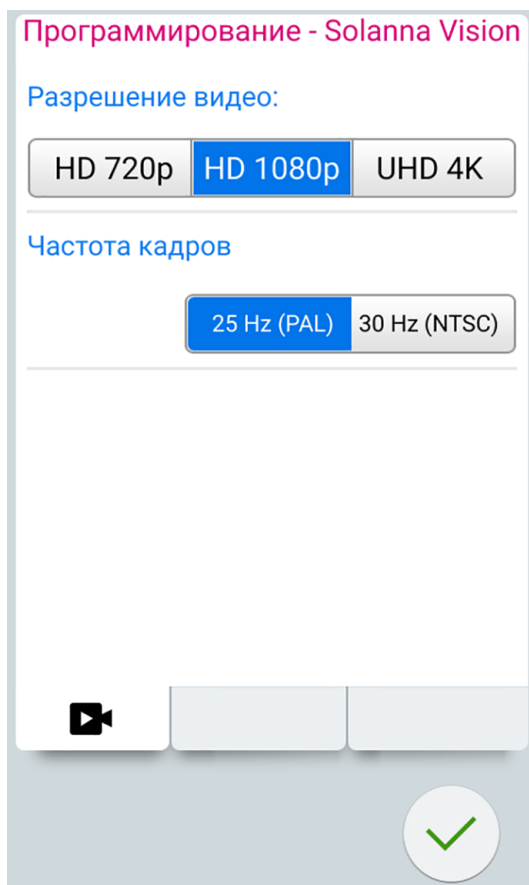 Программирование - Solanna Vision
Разрешение видео:
HD 720p HD 1080p UHD 4K
Частота кадров
25 Hz (PAL) 30 Hz (NTSC)